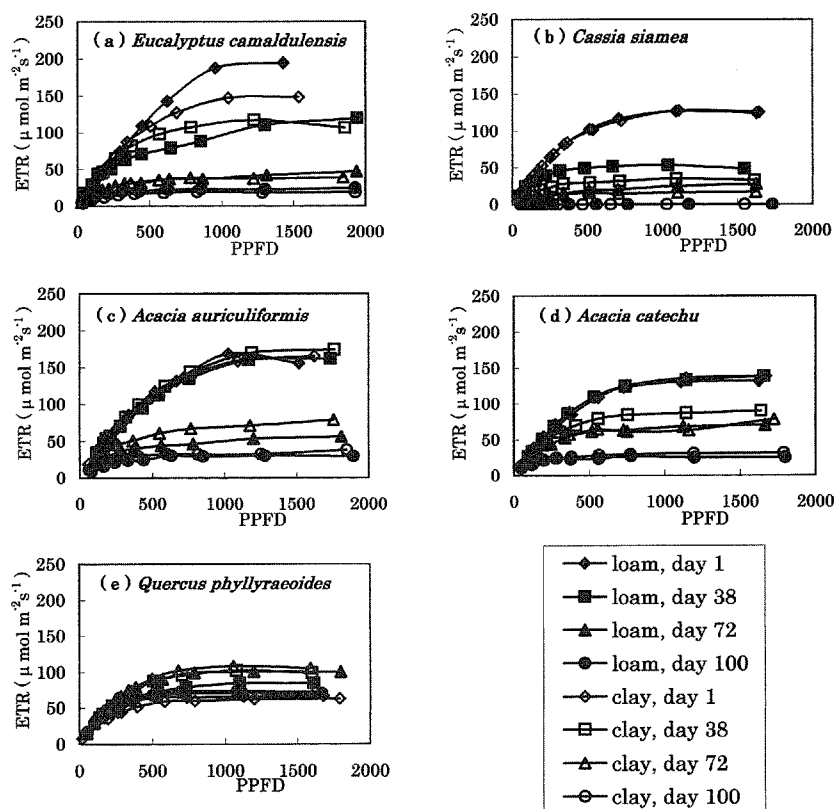 (a) Eucalyptus camaldulensis
250
200
150
100
50
0
ETR (μ mol m-2s-1)
0 500 1000 1500 2000
PPFD
(b) Cassia siamea
250
200
150
100
50
0
ETR (μ mol m-2s-1)
0 500 1000 1500 2000
PPFD
(c) Acacia auriculiformis
250
200
150
100
50
0
ETR (μ mol m-2s-1)
0 500 1000 1500 2000
PPFD
(d) Acacia catechu
250
200
150
100
50
0
ETR (μ mol m-2s-1)
0 500 1000 1500 2000
PPFD
(e) Quercus phyllyraeoides
250
200
150
100
50
0
ETR (μ mol m-2s-1)
0 500 1000 1500 2000
PPFD
loam, day 1
loam, day 38
loam, day 72
loam, day 100
clay, day 1
clay, day 38
clay, day 72
clay, day 100